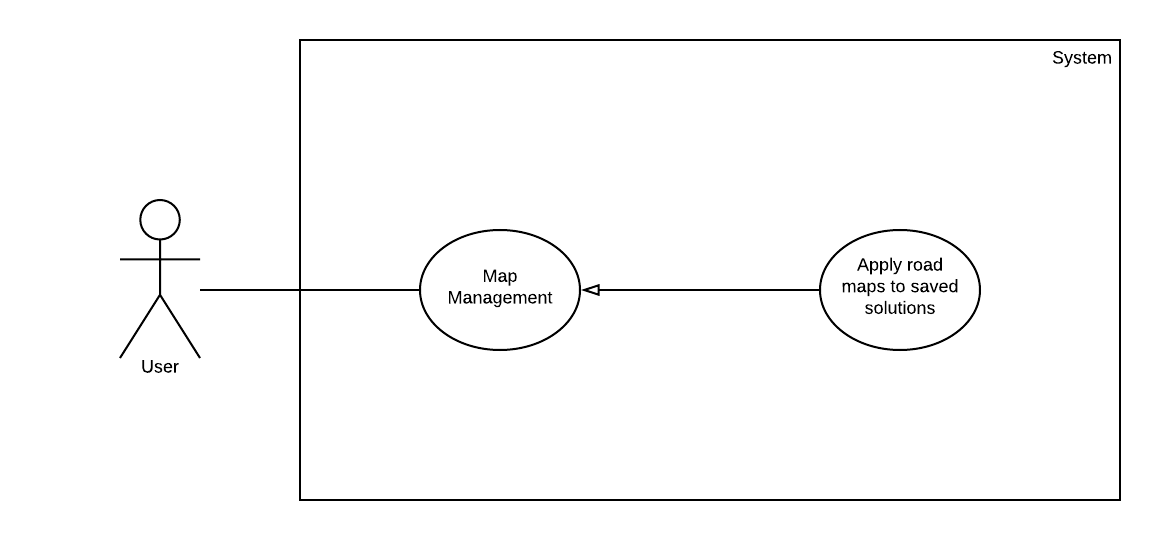 System
Map
Management
Apply road
maps to saved
solutions
User